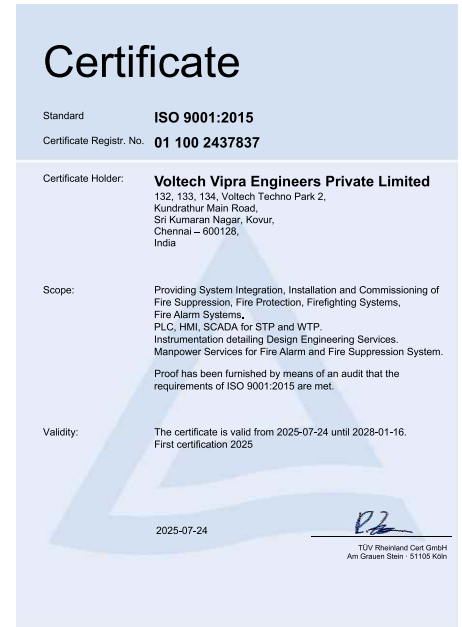 Certificate
Standard ISO 9001:2015
Certificate Registr. No. 01 100 2437837
Certificate Holder: Voltech Vipra Engineers Private Limited
132, 133, 134, Voltech Techno Park 2,
Kundrathur Main Road,
Sri Kumaran Nagar, Kovur,
Chennai – 600128,
India
Scope: Providing System Integration, Installation and Commissioning of
Fire Suppression, Fire Protection, Firefighting Systems,
Fire Alarm Systems.
PLC, HMI, SCADA for STP and WTP.
Instrumentation detailing Design Engineering Services.
Manpower Services for Fire Alarm and Fire Suppression System.
Proof has been furnished by means of an audit that the
requirements of ISO 9001:2015 are met.
Validity: The certificate is valid from 2025-07-24 until 2028-01-16.
First certification 2025
2025-07-24
TÜV Rheinland Cert GmbH
Am Grauen Stein · 51105 Köln